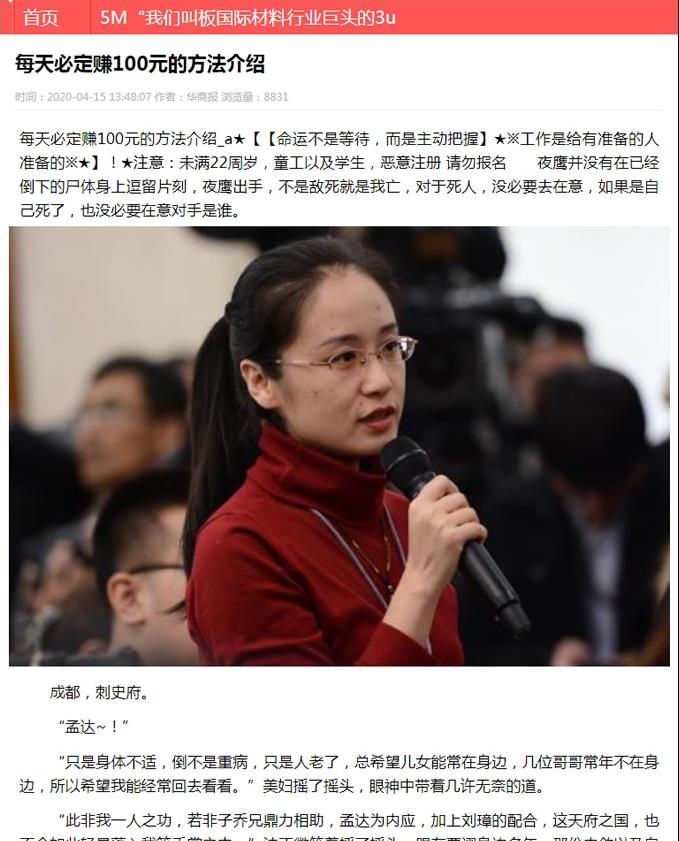 首页 5M“我们叫板国际材料行业巨头的3u
每天必定赚100元的方法介绍
时间：2020-04-15 13:48:07 作者：华商报 浏览量：8831
每天必定赚100元的方法介绍_a★【【命运不是等待，而是主动把握】★※工作是给有准备的人
准备的※★】！★注意：未满22周岁，童工以及学生，恶意注册 请勿报名　　夜鹰并没有在已经
倒下的尸体身上逗留片刻，夜鹰出手，不是敌死就是我亡，对于死人，没必要去在意，如果是自
己死了，也没必要在意对手是谁。
成都，刺史府。
“孟达~！”
“只是身体不适，倒不是重病，只是人老了，总希望儿女能常在身边，几位哥哥常年不在身
边，所以希望我能经常回去看看。”美妇摇了摇头，眼神中带着几许无奈的道。
“此非我一人之功，若非子乔兄鼎力相助，孟达为内应，加上刘璋的配合，这天府之国，也